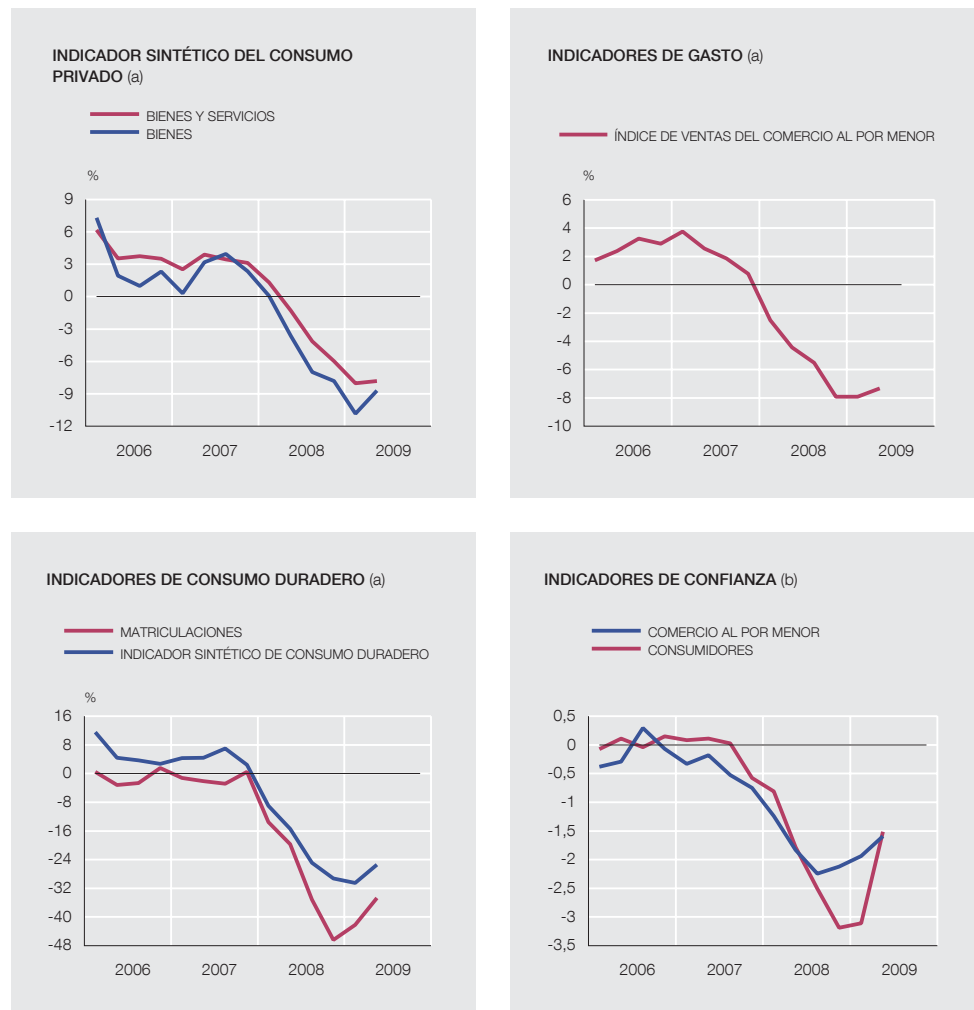 INDICADOR SINTÉTICO DEL CONSUMO
PRIVADO (a)
BIENES Y SERVICIOS
BIENES
%
9
6
3
0
-3
-6
-9
-12
2006 2007 2008 2009
INDICADORES DE GASTO (a)
ÍNDICE DE VENTAS DEL COMERCIO AL POR MENOR
%
6
4
2
0
-2
-4
-6
-8
-10
2006 2007 2008 2009
INDICADORES DE CONSUMO DURADERO (a)
MATRICULACIONES
INDICADOR SINTÉTICO DE CONSUMO DURADERO
%
16
8
0
-8
-16
-24
-32
-40
-48
2006 2007 2008 2009
INDICADORES DE CONFIANZA (b)
COMERCIO AL POR MENOR
CONSUMIDORES
0,5
0
-0,5
-1
-1,5
-2
-2,5
-3
-3,5
2006 2007 2008 2009